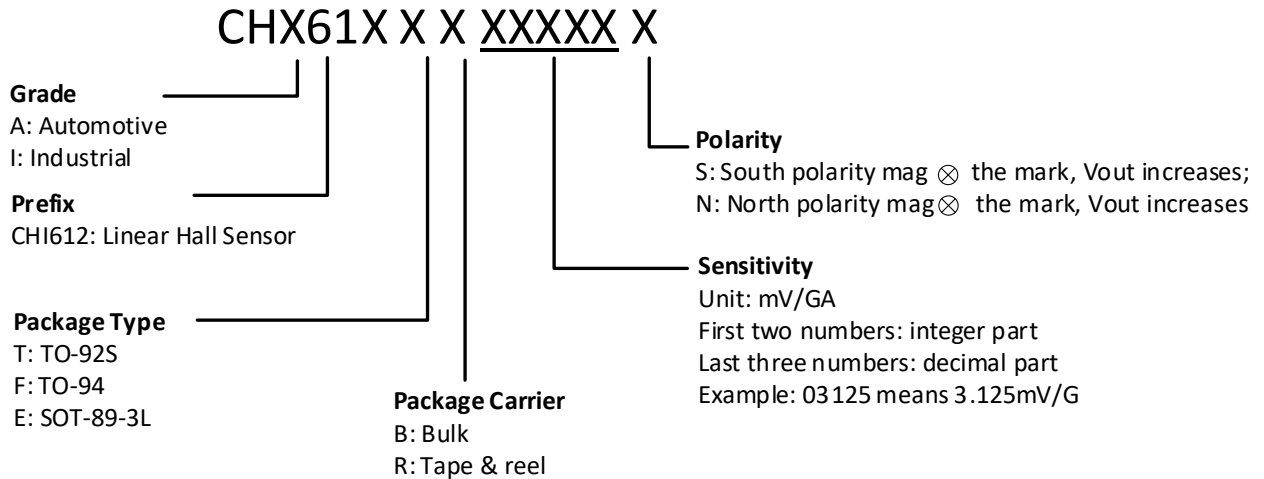 CHX61X X X XXXXX X
Grade
A: Automotive
I: Industrial
Prefix
CHI612: Linear Hall Sensor
Package Type
T: TO-92S
F: TO-94
E: SOT-89-3L
Package Carrier
B: Bulk
R: Tape & reel
Polarity
S: South polarity mag ⊗ the mark, Vout increases;
N: North polarity mag⊗ the mark, Vout increases
Sensitivity
Unit: mV/GA
First two numbers: integer part
Last three numbers: decimal part
Example: 03125 means 3.125mV/G